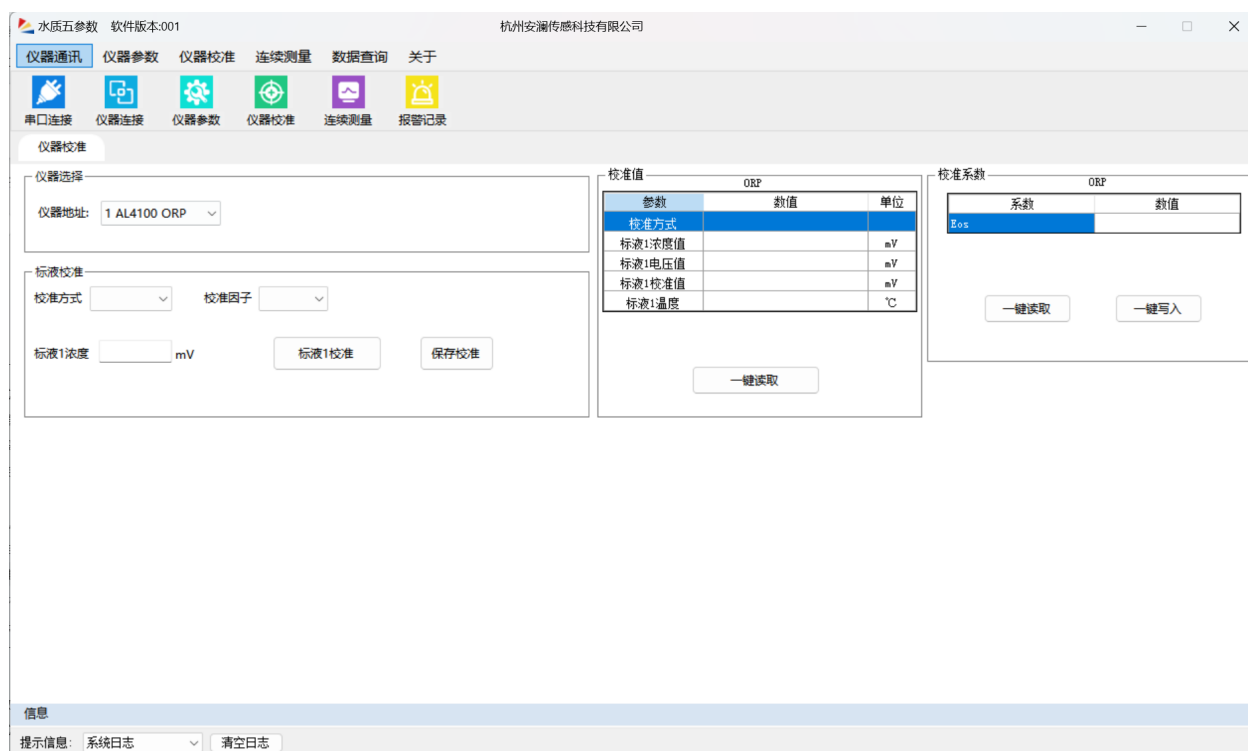 水质五参数 软件版本:001 杭州安澜传感科技有限公司
仪器通讯 仪器参数 仪器校准 连续测量 数据查询 关于
串口连接 仪器连接 仪器参数 仪器校准 连续测量 报警记录
仪器校准
仪器选择
仪器地址: 1 AL4100 ORP
标液校准
校准方式 校准因子
标液1浓度 mV 标液1校准 保存校准
校准值
ORP
参数 数值 单位
校准方式
标液1浓度值 mV
标液1电压值 mV
标液1校准值 mV
标液1温度 ℃
一键读取
校准系数
ORP
系数 数值
Eos
一键读取 一键写入
信息
提示信息: 系统日志 清空日志